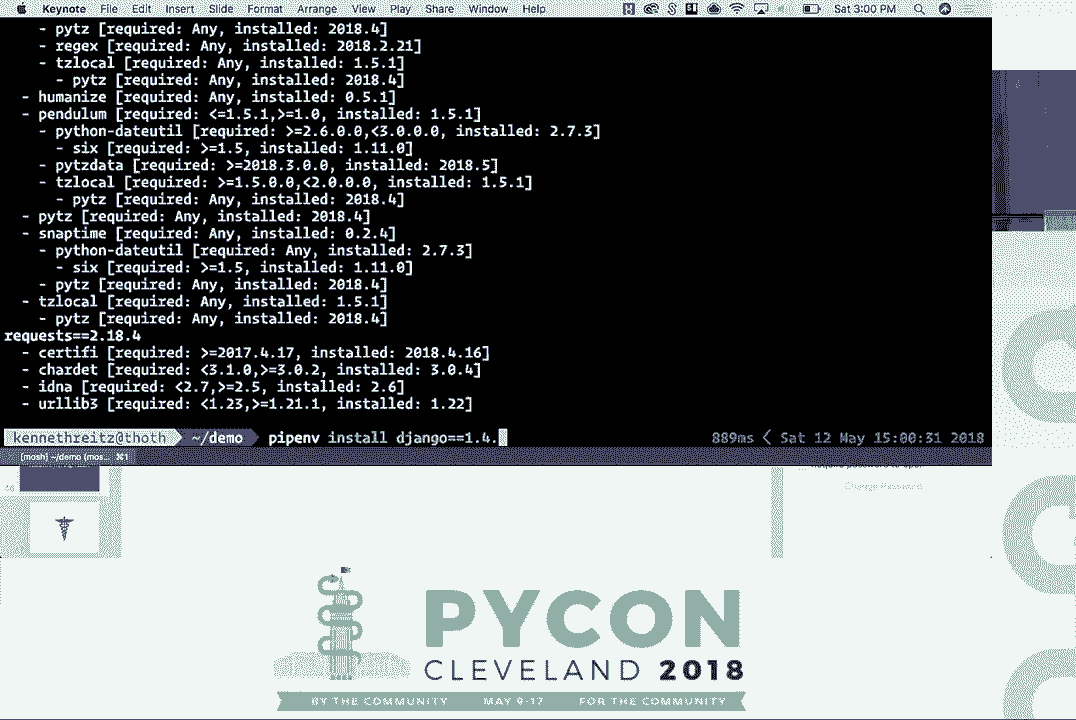 Keynote File Edit Insert Slide Format Arrange View Play Share Window Help Sat 3:00 PM
- pytz [required: Any, installed: 2018.4]
- regex [required: Any, installed: 2018.2.21]
- tzlocal [required: Any, installed: 1.5.1]
- pytz [required: Any, installed: 2018.4]
- humanize [required: Any, installed: 0.5.1]
- pendulum [required: <=1.5.1,>=1.0, installed: 1.5.1]
- python-dateutil [required: >=2.6.0.0,<3.0.0.0, installed: 2.7.3]
- six [required: >=1.5, installed: 1.11.0]
- pytzdata [required: >=2018.3.0.0, installed: 2018.5]
- tzlocal [required: >=1.5.0.0,<2.0.0.0, installed: 1.5.1]
- pytz [required: Any, installed: 2018.4]
- pytz [required: Any, installed: 2018.4]
- snaptime [required: Any, installed: 0.2.4]
- python-dateutil [required: Any, installed: 2.7.3]
- six [required: >=1.5, installed: 1.11.0]
- pytz [required: Any, installed: 2018.4]
- tzlocal [required: Any, installed: 1.5.1]
- pytz [required: Any, installed: 2018.4]
requests==2.18.4
- certifi [required: >=2017.4.17, installed: 2018.4.16]
- chardet [required: <3.1.0,>=3.0.2, installed: 3.0.4]
- idna [required: <2.7,>=2.5, installed: 2.6]
- urllib3 [required: <1.23,>=1.21.1, installed: 1.22]
kennethreitz@thoth ~/demo pipenv install django==1.4. 889ms < Sat 12 May 15:00:31 2018
[mosh] ~/demo (mos... ⌘1
46
Change Password
PYCON
CLEVELAND 2018
BY THE COMMUNITY MAY 9-17 FOR THE COMMUNITY